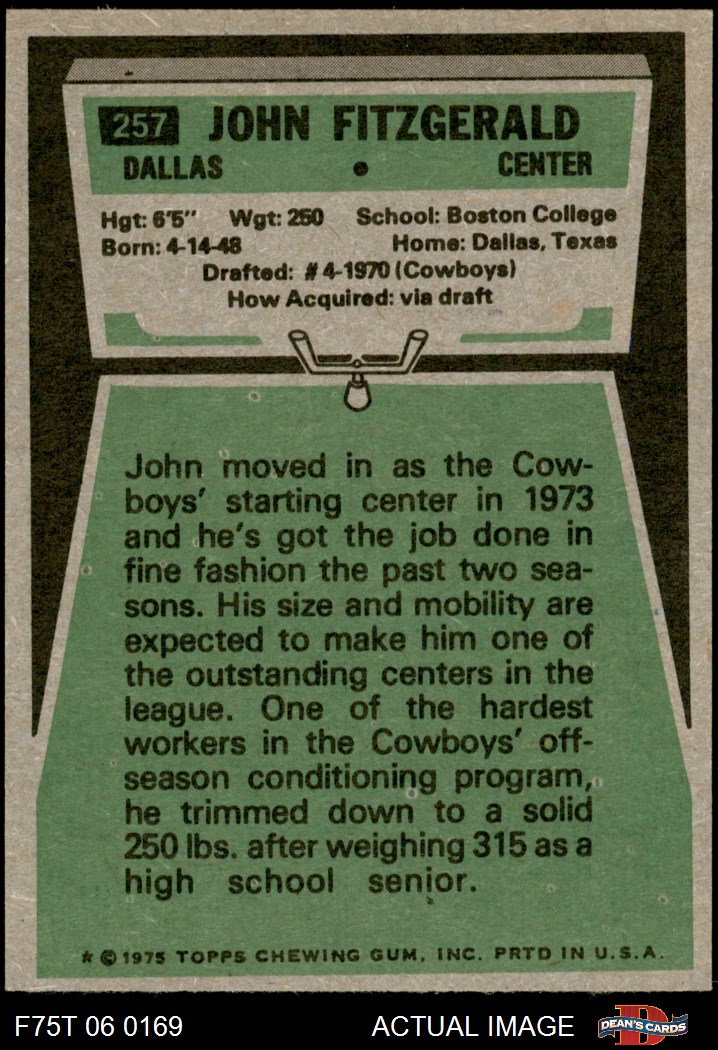 257 JOHN FITZGERALD
DALLAS • CENTER
Hgt: 6'5" Wgt: 250 School: Boston College
Born: 4-14-48 Home: Dallas, Texas
Drafted: #4-1970 (Cowboys)
How Acquired: via draft
John moved in as the Cow-
boys' starting center in 1973
and he's got the job done in
fine fashion the past two sea-
sons. His size and mobility are
expected to make him one of
the outstanding centers in the
league. One of the hardest
workers in the Cowboys' off-
season conditioning program,
he trimmed down to a solid
250 lbs. after weighing 315 as a
high school senior.
* © 1975 TOPPS CHEWING GUM, INC. PRTD IN U.S.A.
F75T 06 0169 ACTUAL IMAGE D DEAN'S CARDS